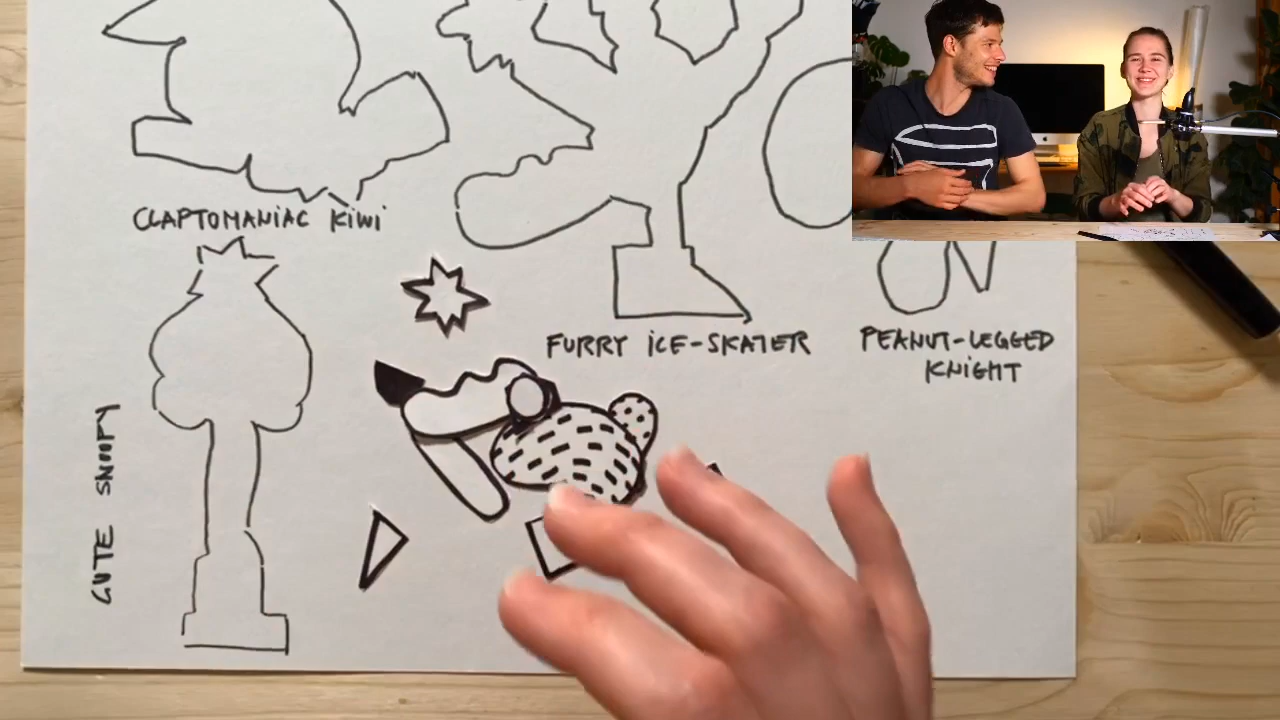 CLAPTOMANiAC KiWi
FURRY iCE-SKATER
PEANUT-LEGGED
KNiGHT
CUTE SNOOPY